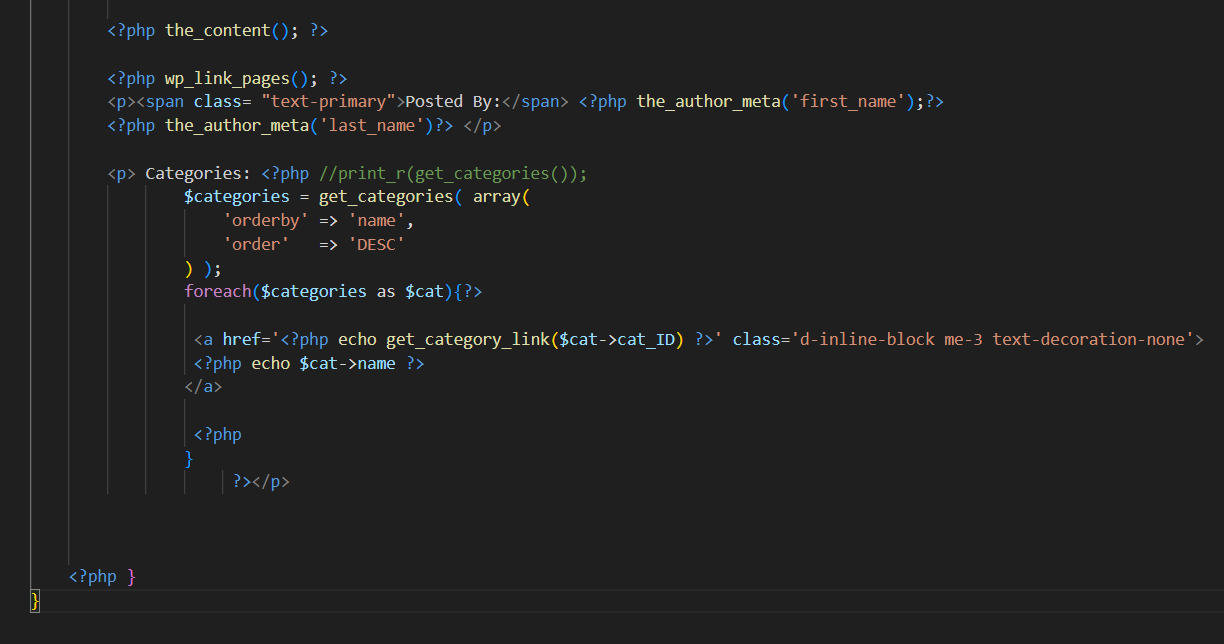 <?php the_content(); ?>
<?php wp_link_pages(); ?>
<p><span class= "text-primary">Posted By:</span> <?php the_author_meta('first_name');?>
<?php the_author_meta('last_name')?> </p>
<p> Categories: <?php //print_r(get_categories());
$categories = get_categories( array(
'orderby' => 'name',
'order'   => 'DESC'
) );
foreach($categories as $cat){?>
<a href='<?php echo get_category_link($cat->cat_ID) ?>' class='d-inline-block me-3 text-decoration-none'>
<?php echo $cat->name ?>
</a>
<?php
}
?></p>
<?php }
}